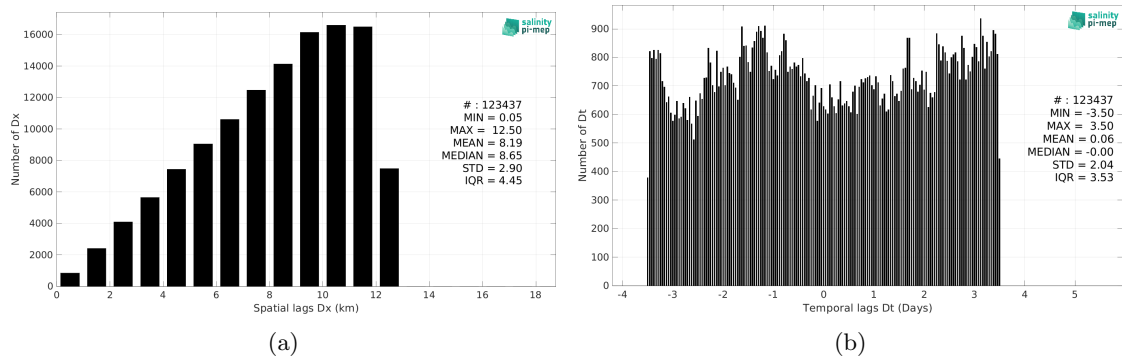 salinity
pi-mep
16000
14000
12000
10000
8000
6000
4000
2000
0
Number of Dx
# : 123437
MIN = 0.05
MAX = 12.50
MEAN = 8.19
MEDIAN = 8.65
STD = 2.90
IQR = 4.45
0 2 4 6 8 10 12 14 16 18
Spatial lags Dx (km)
(a)
salinity
pi-mep
900
800
700
600
500
400
300
200
100
0
Number of Dt
# : 123437
MIN = -3.50
MAX = 3.50
MEAN = 0.06
MEDIAN = -0.00
STD = 2.04
IQR = 3.53
-4 -3 -2 -1 0 1 2 3 4 5
Temporal lags Dt (Days)
(b)